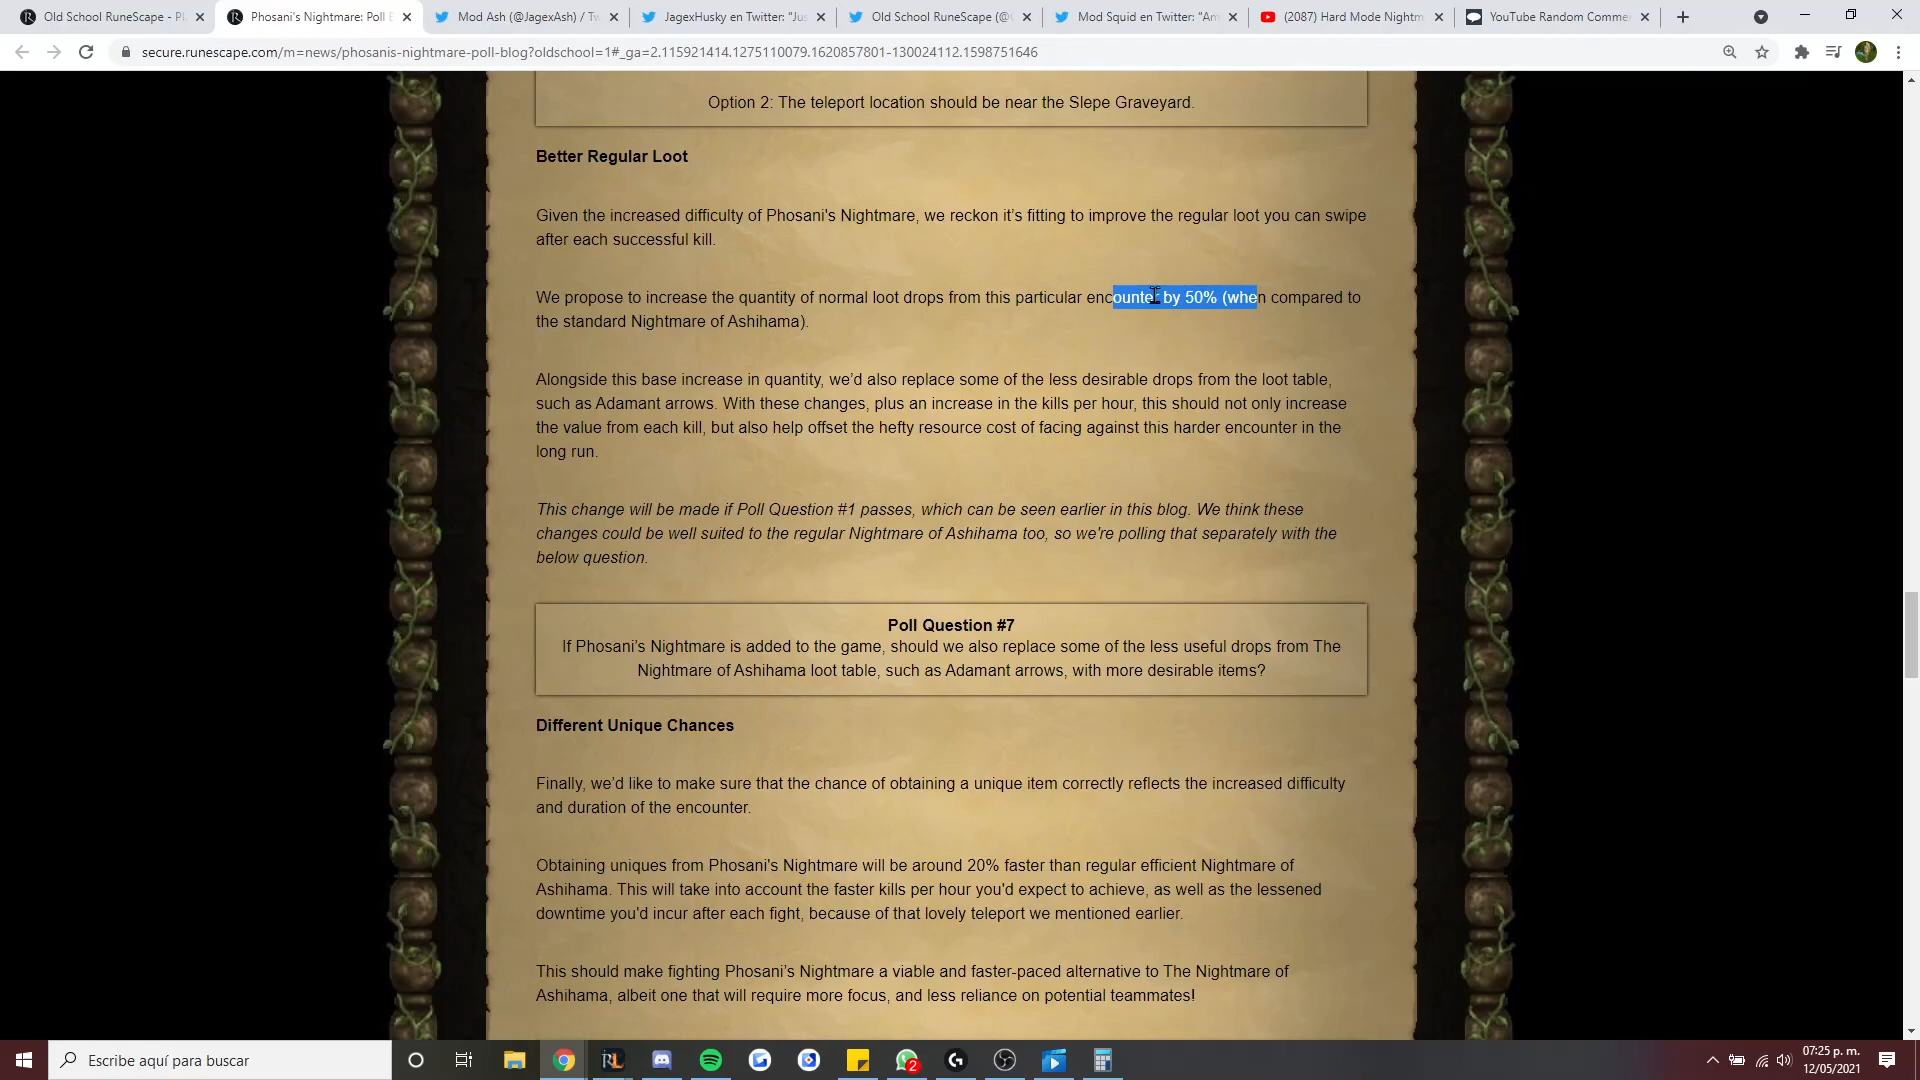 Old School RuneScape - Pl
Phosani's Nightmare: Poll B
Mod Ash (@JagexAsh) / Tw
JagexHusky en Twitter: "Jus
Old School RuneScape (@
Mod Squid en Twitter: "Am
(2087) Hard Mode Nightm
YouTube Random Comme
secure.runescape.com/m=news/phosanis-nightmare-poll-blog?oldschool=1#_ga=2.115921414.1275110079.1620857801-130024112.1598751646
Option 2: The teleport location should be near the Slepe Graveyard.
Better Regular Loot
Given the increased difficulty of Phosani's Nightmare, we reckon it's fitting to improve the regular loot you can swipe
after each successful kill.
We propose to increase the quantity of normal loot drops from this particular encounter by 50% (when compared to
the standard Nightmare of Ashihama).
Alongside this base increase in quantity, we'd also replace some of the less desirable drops from the loot table,
such as Adamant arrows. With these changes, plus an increase in the kills per hour, this should not only increase
the value from each kill, but also help offset the hefty resource cost of facing against this harder encounter in the
long run.
This change will be made if Poll Question #1 passes, which can be seen earlier in this blog. We think these
changes could be well suited to the regular Nightmare of Ashihama too, so we're polling that separately with the
below question.
Poll Question #7
If Phosani's Nightmare is added to the game, should we also replace some of the less useful drops from The
Nightmare of Ashihama loot table, such as Adamant arrows, with more desirable items?
Different Unique Chances
Finally, we'd like to make sure that the chance of obtaining a unique item correctly reflects the increased difficulty
and duration of the encounter.
Obtaining uniques from Phosani's Nightmare will be around 20% faster than regular efficient Nightmare of
Ashihama. This will take into account the faster kills per hour you'd expect to achieve, as well as the lessened
downtime you'd incur after each fight, because of that lovely teleport we mentioned earlier.
This should make fighting Phosani's Nightmare a viable and faster-paced alternative to The Nightmare of
Ashihama, albeit one that will require more focus, and less reliance on potential teammates!
Escribe aquí para buscar
2
07:25 p. m.
12/05/2021